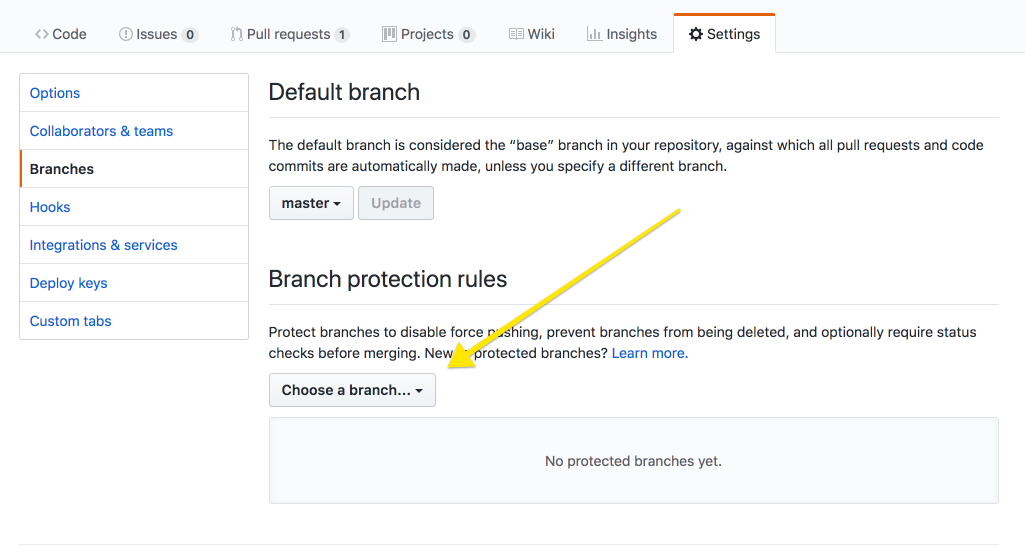 Code Issues 0 Pull requests 1 Projects 0 Wiki Insights Settings
Options
Collaborators & teams
Branches
Hooks
Integrations & services
Deploy keys
Custom tabs
Default branch
The default branch is considered the “base” branch in your repository, against which all pull requests and code
commits are automatically made, unless you specify a different branch.
master Update
Branch protection rules
Protect branches to disable force pushing, prevent branches from being deleted, and optionally require status
checks before merging. New to protected branches? Learn more.
Choose a branch...
No protected branches yet.